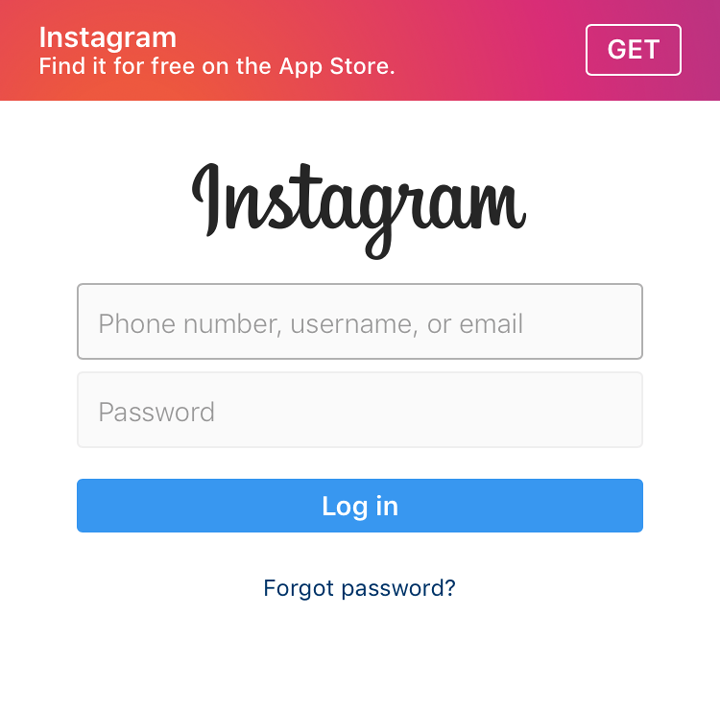 Instagram
Find it for free on the App Store.
GET
Instagram
Phone number, username, or email
Password
Log in
Forgot password?